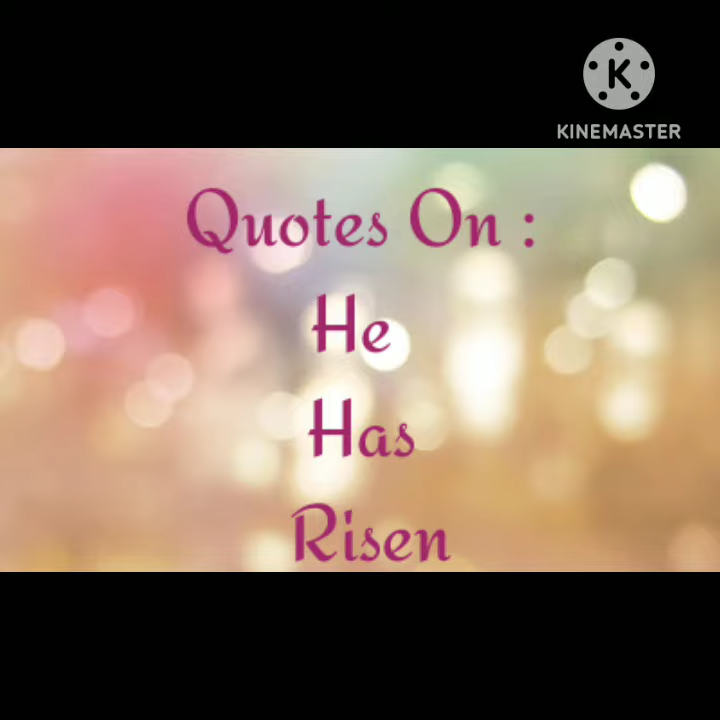 K
KINEMASTER
Quotes On :
He
Has
Risen